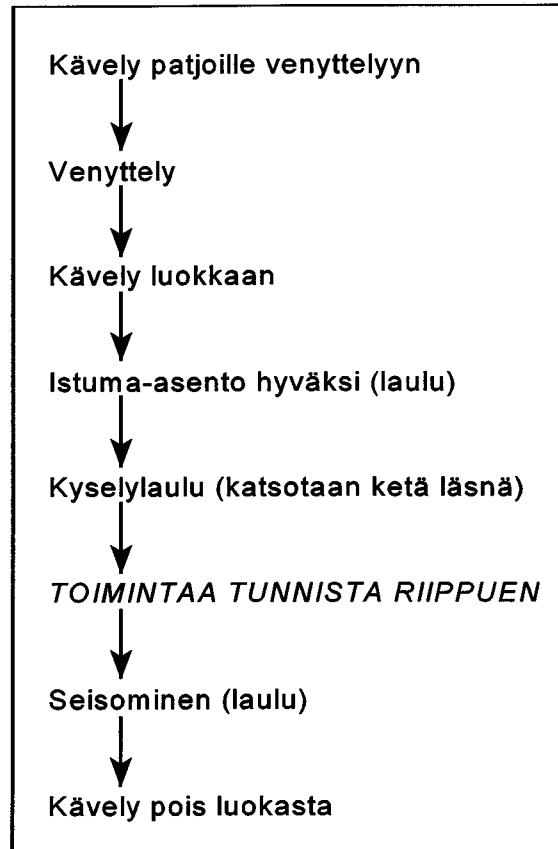 Kävely patjoille venyttelyyn
Venyttely
Kävely luokkaan
Istuma-asento hyväksi (laulu)
Kyselylaulu (katsotaan ketä läsnä)
TOIMINTAA TUNNISTA RIIPPUEN
Seisominen (laulu)
Kävely pois luokasta